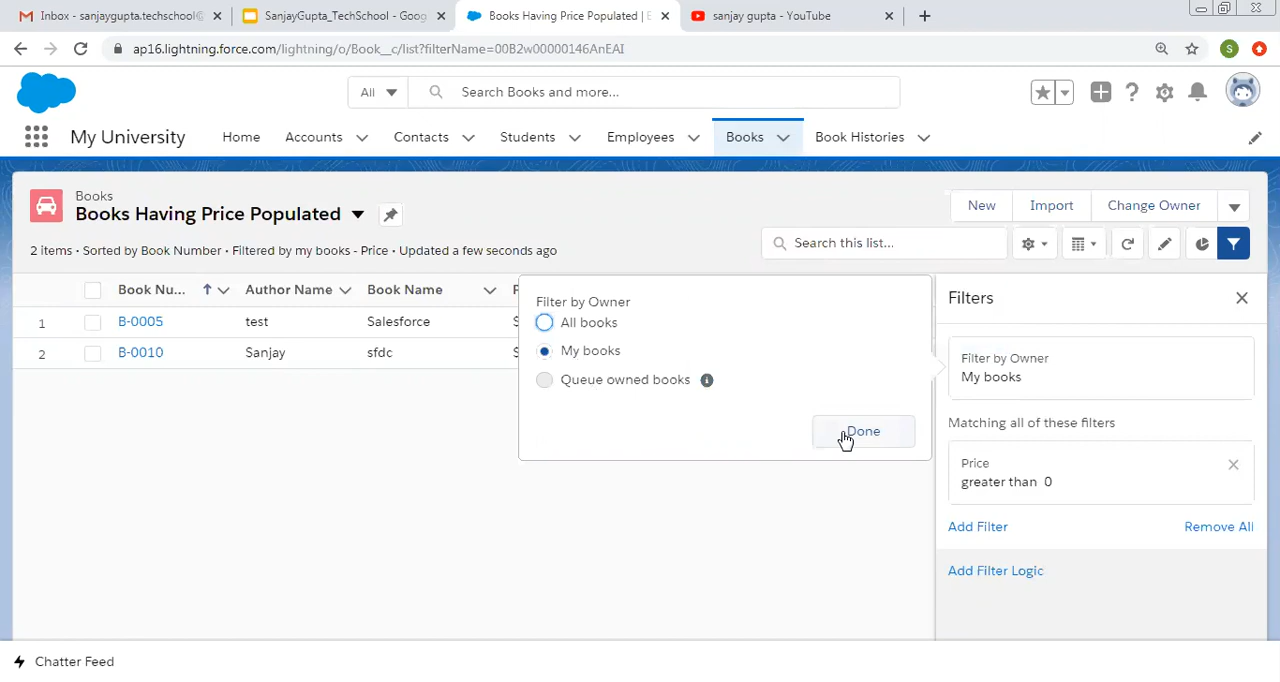 Inbox - sanjaygupta.techschool@ SanjayGupta_TechSchool - Goog Books Having Price Populated | E sanjay gupta - YouTube
ap16.lightning.force.com/lightning/o/Book__c/list?filterName=00B2w00000146AnEAI S
All Search Books and more...
My University Home Accounts Contacts Students Employees Books Book Histories
Books
Books Having Price Populated
New Import Change Owner
2 items • Sorted by Book Number • Filtered by my books - Price • Updated a few seconds ago
Search this list...
Book Nu... Author Name Book Name
1 B-0005 test Salesforce
2 B-0010 Sanjay sfdc
Filter by Owner
All books
My books
Queue owned books
Done
Filters
Filter by Owner
My books
Matching all of these filters
Price
greater than 0
Add Filter Remove All
Add Filter Logic
Chatter Feed